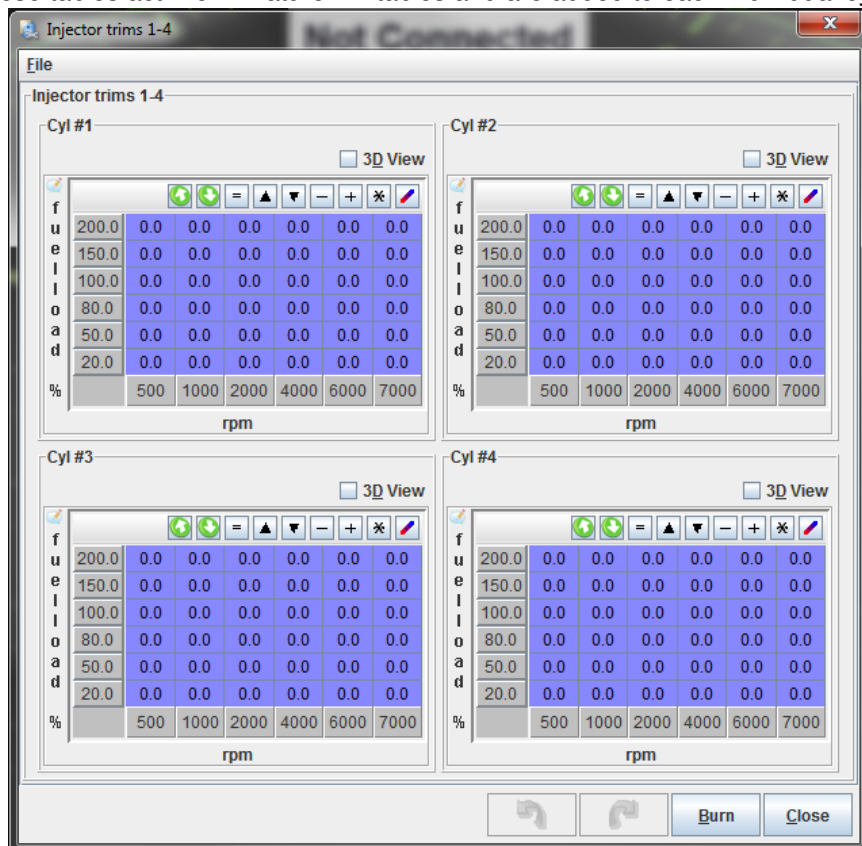 Injector trims 1-4
Not Connected
File
Injector trims 1-4
Cyl #1
3D View
fuelload %
= - + *
200.0 0.0 0.0 0.0 0.0 0.0 0.0
150.0 0.0 0.0 0.0 0.0 0.0 0.0
100.0 0.0 0.0 0.0 0.0 0.0 0.0
80.0 0.0 0.0 0.0 0.0 0.0 0.0
50.0 0.0 0.0 0.0 0.0 0.0 0.0
20.0 0.0 0.0 0.0 0.0 0.0 0.0
500 1000 2000 4000 6000 7000
rpm
Cyl #2
3D View
fuelload %
= - + *
200.0 0.0 0.0 0.0 0.0 0.0 0.0
150.0 0.0 0.0 0.0 0.0 0.0 0.0
100.0 0.0 0.0 0.0 0.0 0.0 0.0
80.0 0.0 0.0 0.0 0.0 0.0 0.0
50.0 0.0 0.0 0.0 0.0 0.0 0.0
20.0 0.0 0.0 0.0 0.0 0.0 0.0
500 1000 2000 4000 6000 7000
rpm
Cyl #3
3D View
fuelload %
= - + *
200.0 0.0 0.0 0.0 0.0 0.0 0.0
150.0 0.0 0.0 0.0 0.0 0.0 0.0
100.0 0.0 0.0 0.0 0.0 0.0 0.0
80.0 0.0 0.0 0.0 0.0 0.0 0.0
50.0 0.0 0.0 0.0 0.0 0.0 0.0
20.0 0.0 0.0 0.0 0.0 0.0 0.0
500 1000 2000 4000 6000 7000
rpm
Cyl #4
3D View
fuelload %
= - + *
200.0 0.0 0.0 0.0 0.0 0.0 0.0
150.0 0.0 0.0 0.0 0.0 0.0 0.0
100.0 0.0 0.0 0.0 0.0 0.0 0.0
80.0 0.0 0.0 0.0 0.0 0.0 0.0
50.0 0.0 0.0 0.0 0.0 0.0 0.0
20.0 0.0 0.0 0.0 0.0 0.0 0.0
500 1000 2000 4000 6000 7000
rpm
Burn
Close